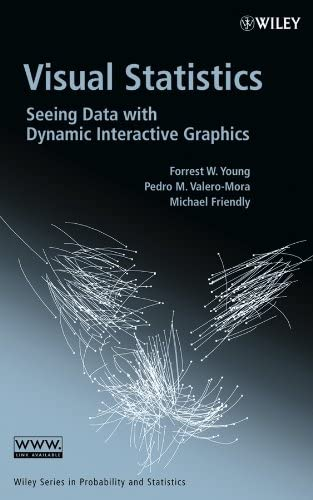 WILEY
Visual Statistics
Seeing Data with
Dynamic Interactive Graphics
Forrest W. Young
Pedro M. Valero-Mora
Michael Friendly
WWW.
LINK AVAILABLE
Wiley Series in Probability and Statistics